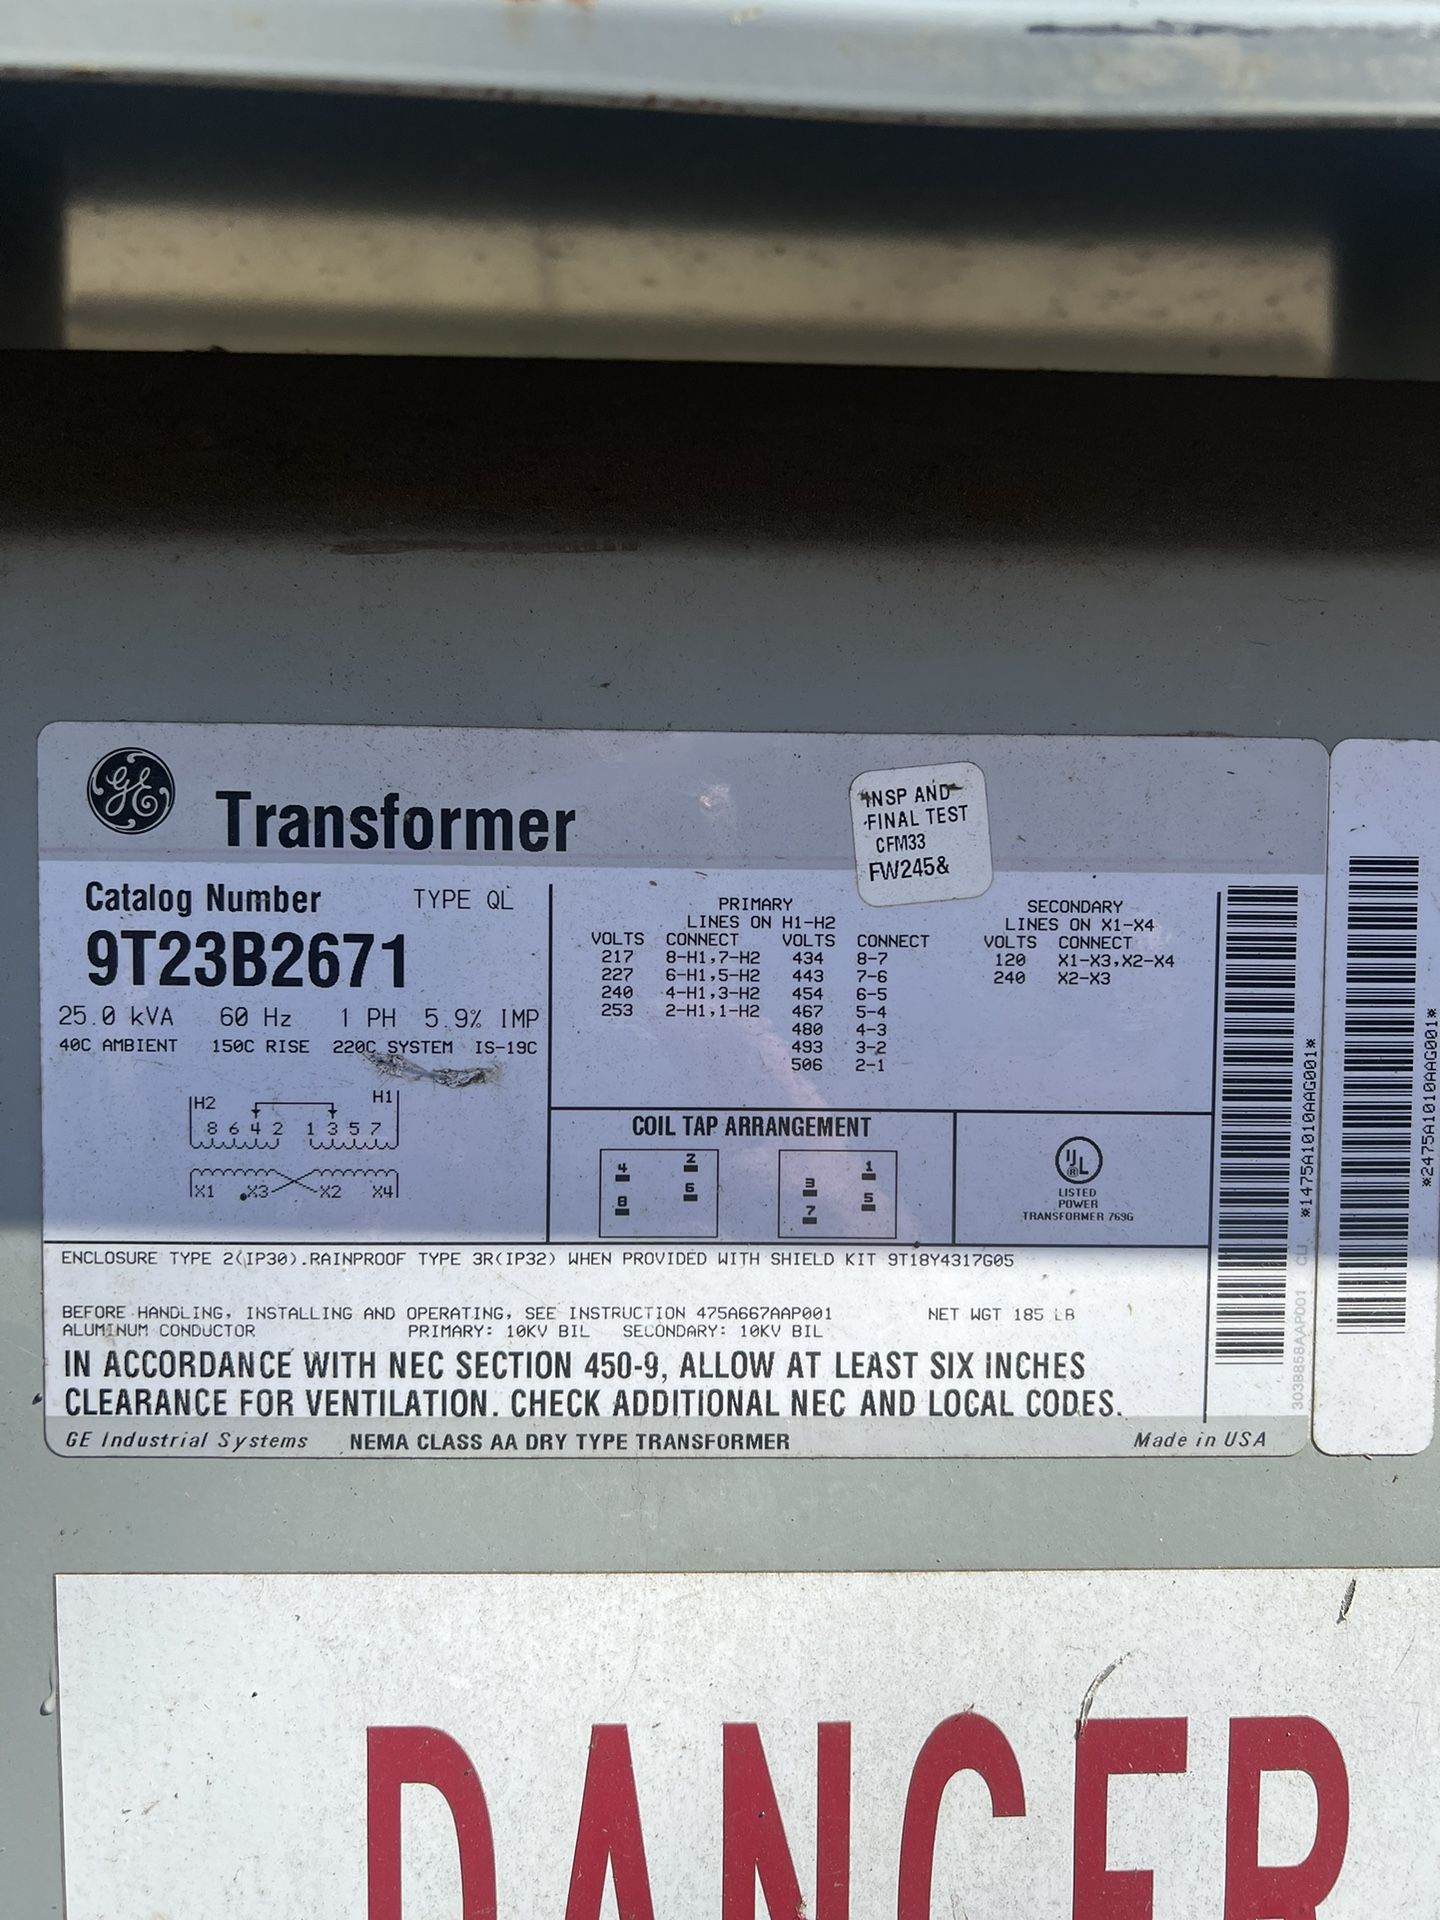 GE Transformer
INSP AND
FINAL TEST
CFM33
FW245&
Catalog Number TYPE QL
9T23B2671
25.0 kVA 60 Hz 1 PH 5.9% IMP
40C AMBIENT 150C RISE 220C SYSTEM IS-19C
H2 H1
8 6 4 2 1 3 5 7
X1 X3 X2 X4
PRIMARY
LINES ON H1-H2
VOLTS CONNECT VOLTS CONNECT
217 8-H1,7-H2 434 8-7
227 6-H1,5-H2 443 7-6
240 4-H1,3-H2 454 6-5
253 2-H1,1-H2 467 5-4
480 4-3
493 3-2
506 2-1
SECONDARY
LINES ON X1-X4
VOLTS CONNECT
120 X1-X3,X2-X4
240 X2-X3
COIL TAP ARRANGEMENT
4 2
8 6
3 1
7 5
UL
LISTED
POWER
TRANSFORMER 769G
ENCLOSURE TYPE 2(IP30).RAINPROOF TYPE 3R(IP32) WHEN PROVIDED WITH SHIELD KIT 9T18Y4317G05
BEFORE HANDLING, INSTALLING AND OPERATING, SEE INSTRUCTION 475A667AAP001 NET WGT 185 LB
ALUMINUM CONDUCTOR PRIMARY: 10KV BIL SECONDARY: 10KV BIL
IN ACCORDANCE WITH NEC SECTION 450-9, ALLOW AT LEAST SIX INCHES
CLEARANCE FOR VENTILATION. CHECK ADDITIONAL NEC AND LOCAL CODES.
GE Industrial Systems NEMA CLASS AA DRY TYPE TRANSFORMER Made in USA
*1475A1010AAG001*
303B858AAP001 CLI
*2475A1010AAG001*
DANGER